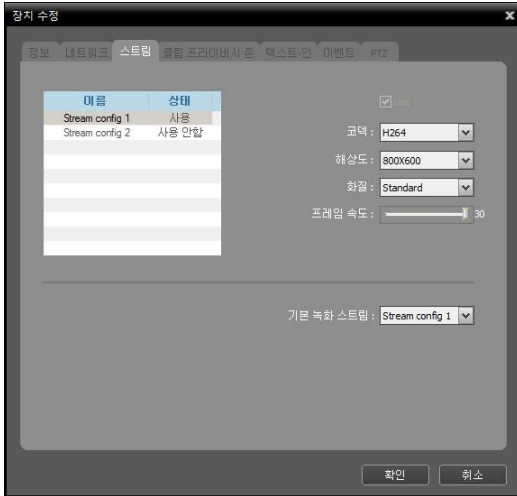 장치 수정
x
정보 네트워크 스트림 클립 프라이버시 존 텍스트-인 이벤트 PTZ
이름 상태
Stream config 1 사용
Stream config 2 사용 안함
Use
코덱 : H264
해상도 : 800X600
화질 : Standard
프레임 속도 : 30
기본 녹화 스트림 : Stream config 1
확인 취소